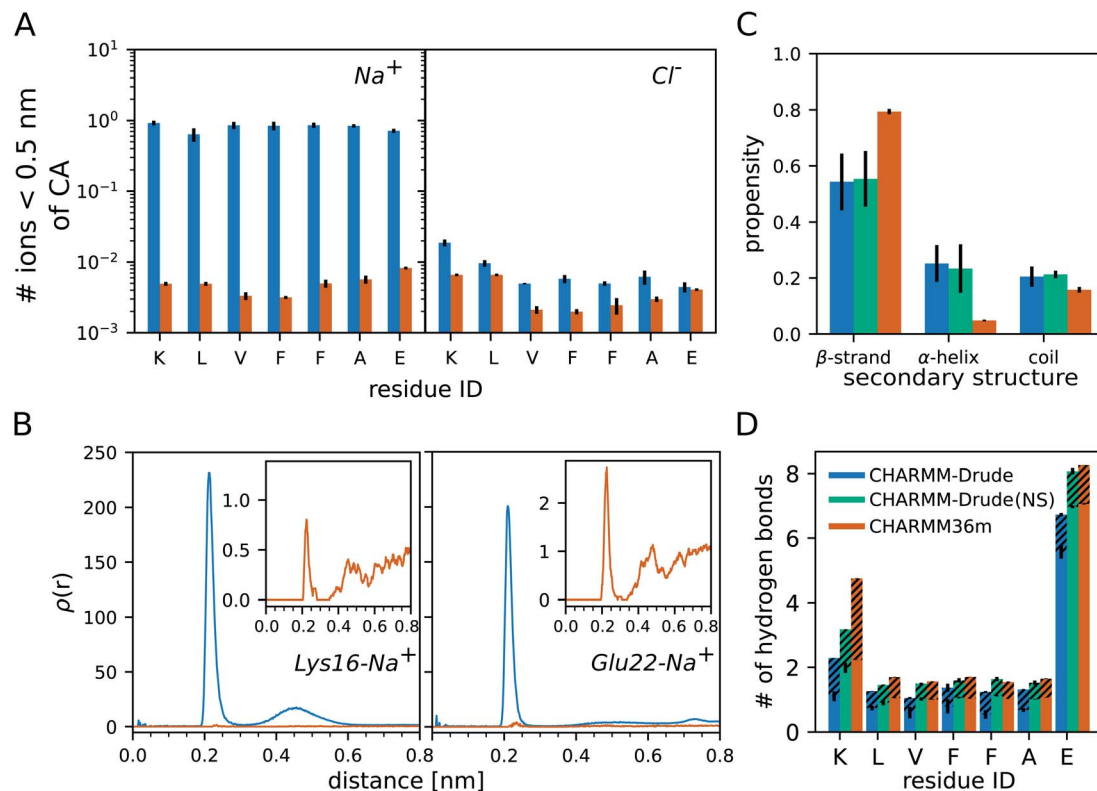 A
# ions < 0.5 nm
of CA
10¹
10⁰
10⁻¹
10⁻²
10⁻³
Na⁺
Cl⁻
K L V F F A E
K L V F F A E
residue ID
C
propensity
1.0
0.8
0.6
0.4
0.2
0.0
β-strand α-helix coil
secondary structure
B
ρ(r)
250
200
150
100
50
0
1.0
0.5
0.0
0.0 0.2 0.4 0.6 0.8
Lys16-Na⁺
2
1
0
0.0 0.2 0.4 0.6 0.8
Glu22-Na⁺
0.0 0.2 0.4 0.6 0.8
0.2 0.4 0.6 0.8
distance [nm]
D
# of hydrogen bonds
8
6
4
2
0
CHARMM-Drude
CHARMM-Drude(NS)
CHARMM36m
K L V F F A E
residue ID